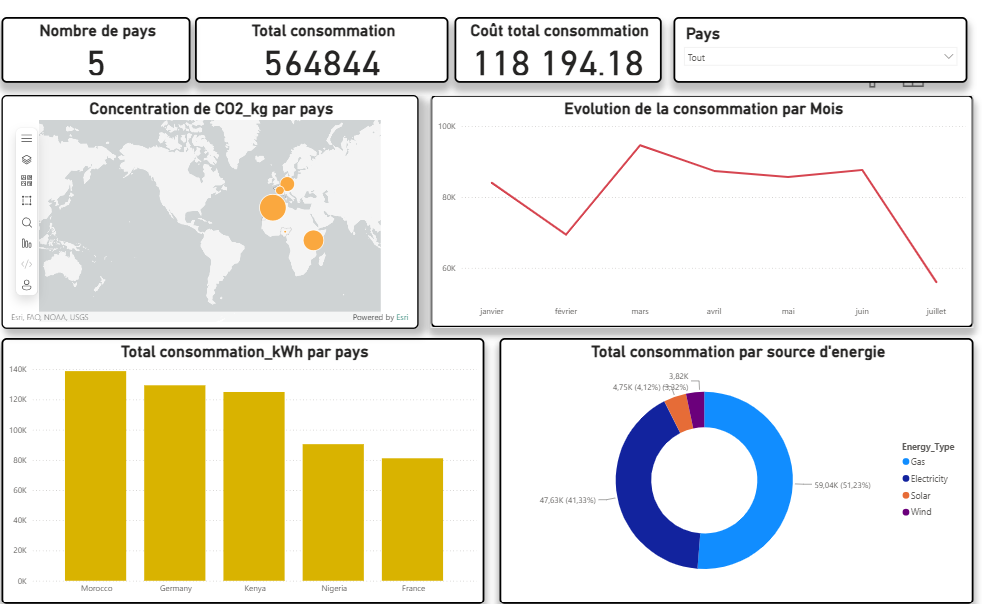 Nombre de pays
5
Total consommation
564844
Coût total consommation
118 194.18
Pays
Tout
Concentration de CO2_kg par pays
Esri, FAO, NOAA, USGS
Powered by Esri
Evolution de la consommation par Mois
100K
80K
60K
janvier
février
mars
avril
mai
juin
juillet
Total consommation_kWh par pays
140K
120K
100K
80K
60K
40K
20K
0K
Morocco
Germany
Kenya
Nigeria
France
Total consommation par source d'energie
3,82K
(3,32%)
4,75K (4,12%)
47,63K (41,33%)
59,04K (51,23%)
Energy_Type
Gas
Electricity
Solar
Wind